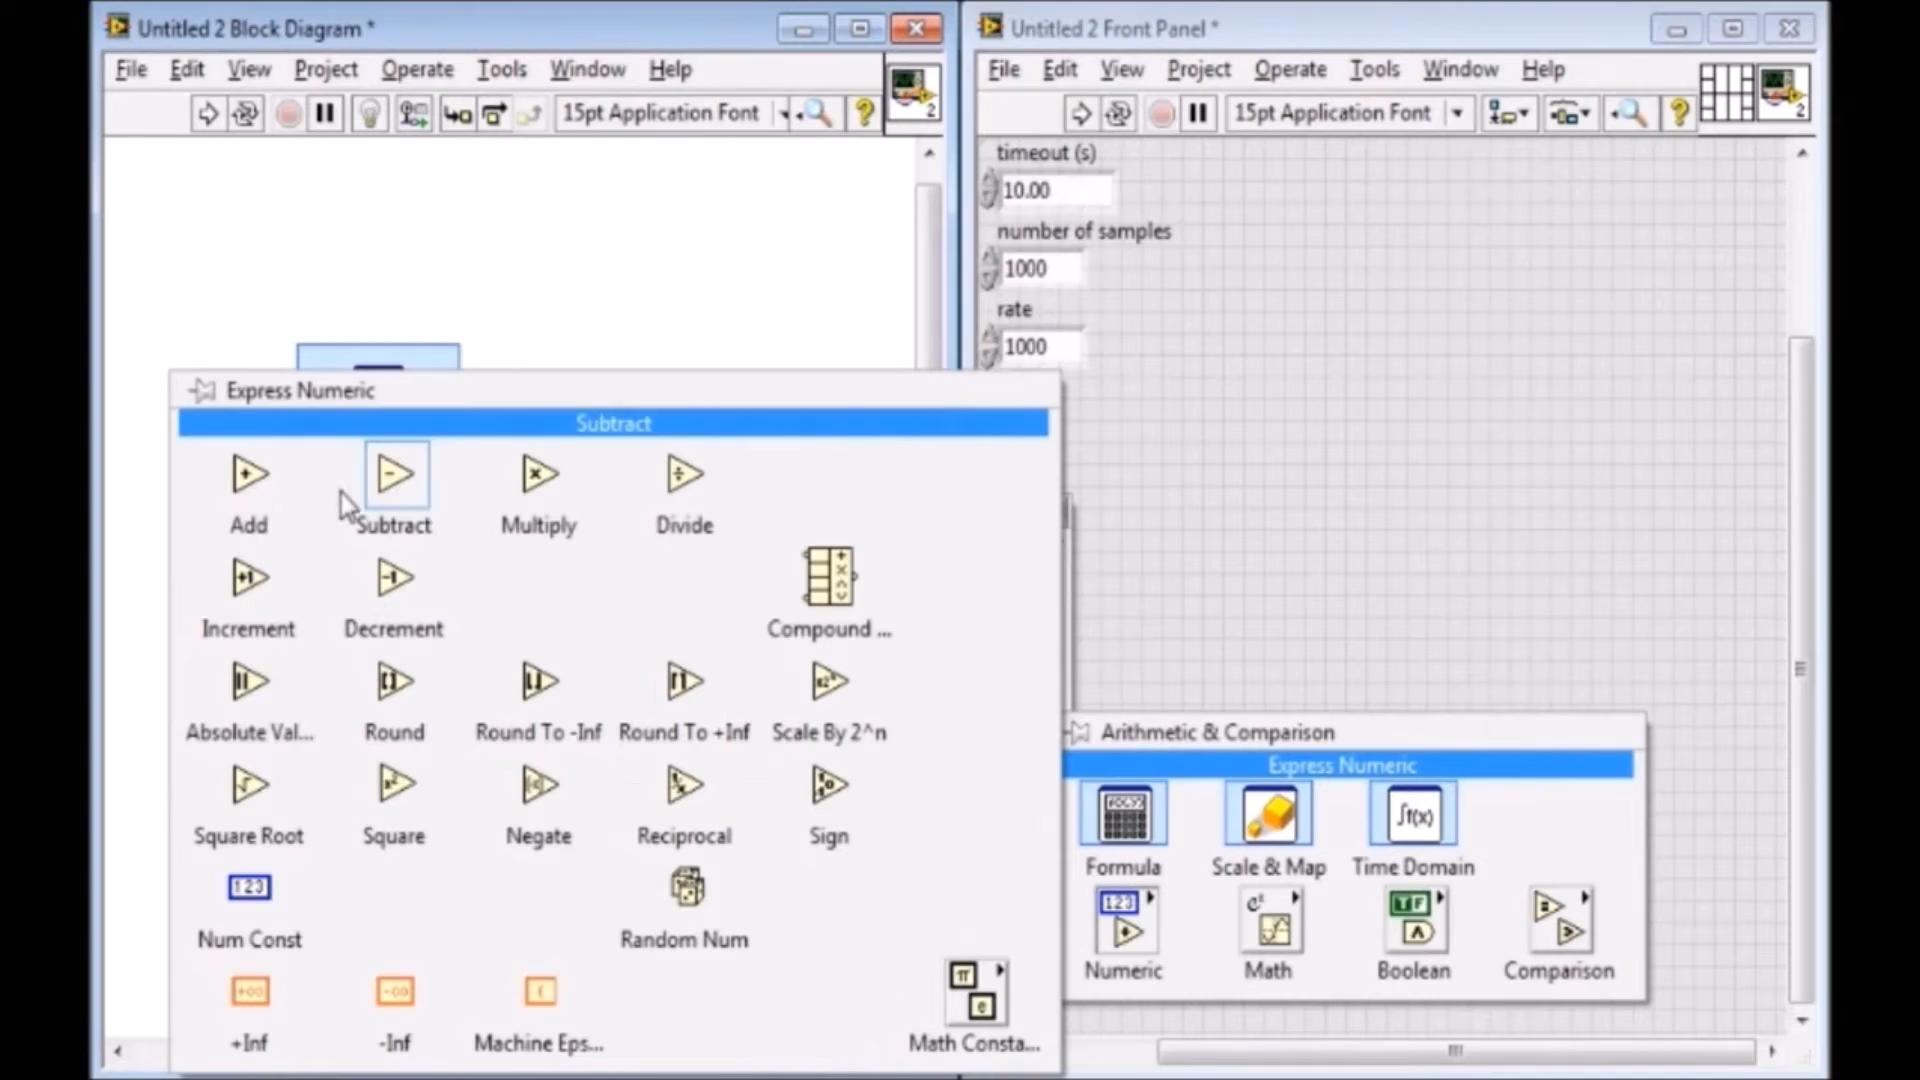 Untitled 2 Block Diagram *
File Edit View Project Operate Tools Window Help
15pt Application Font
2
Untitled 2 Front Panel *
File Edit View Project Operate Tools Window Help
15pt Application Font
2
timeout (s)
10.00
number of samples
1000
rate
1000
Express Numeric
Subtract
Add Subtract Multiply Divide
Increment Decrement Compound ...
Absolute Val... Round Round To -Inf Round To +Inf Scale By 2^n
Square Root Square Negate Reciprocal Sign
123
Num Const Random Num
+∞ -∞
+Inf -Inf Machine Eps... Math Consta...
Arithmetic & Comparison
Express Numeric
∫f(x)
Formula Scale & Map Time Domain
123 TF
Numeric Math Boolean Comparison